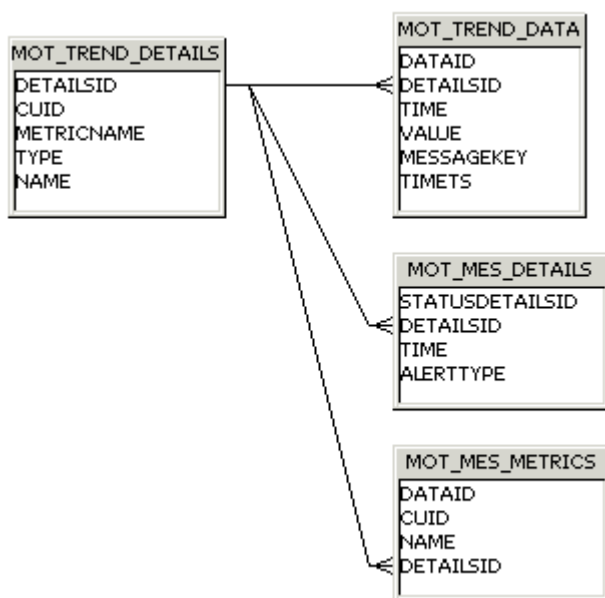 MOT_TREND_DETAILS
DETAILSID
CUID
METRICNAME
TYPE
NAME
MOT_TREND_DATA
DATAID
DETAILSID
TIME
VALUE
MESSAGEKEY
TIMETS
MOT_MES_DETAILS
STATUSDETAILSID
DETAILSID
TIME
ALERTTYPE
MOT_MES_METRICS
DATAID
CUID
NAME
DETAILSID